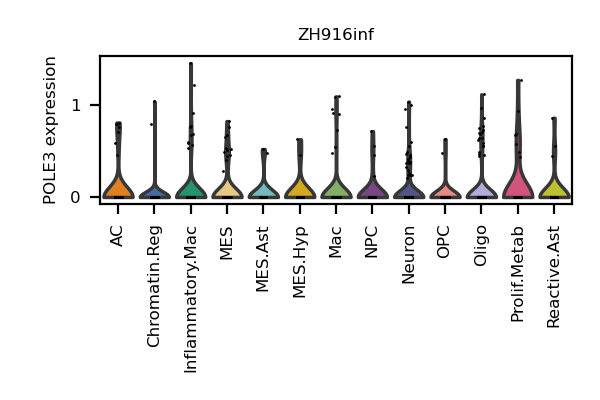 ZH916inf
POLE3 expression
1
0
AC
Chromatin.Reg
Inflammatory.Mac
MES
MES.Ast
MES.Hyp
Mac
NPC
Neuron
OPC
Oligo
Prolif.Metab
Reactive.Ast